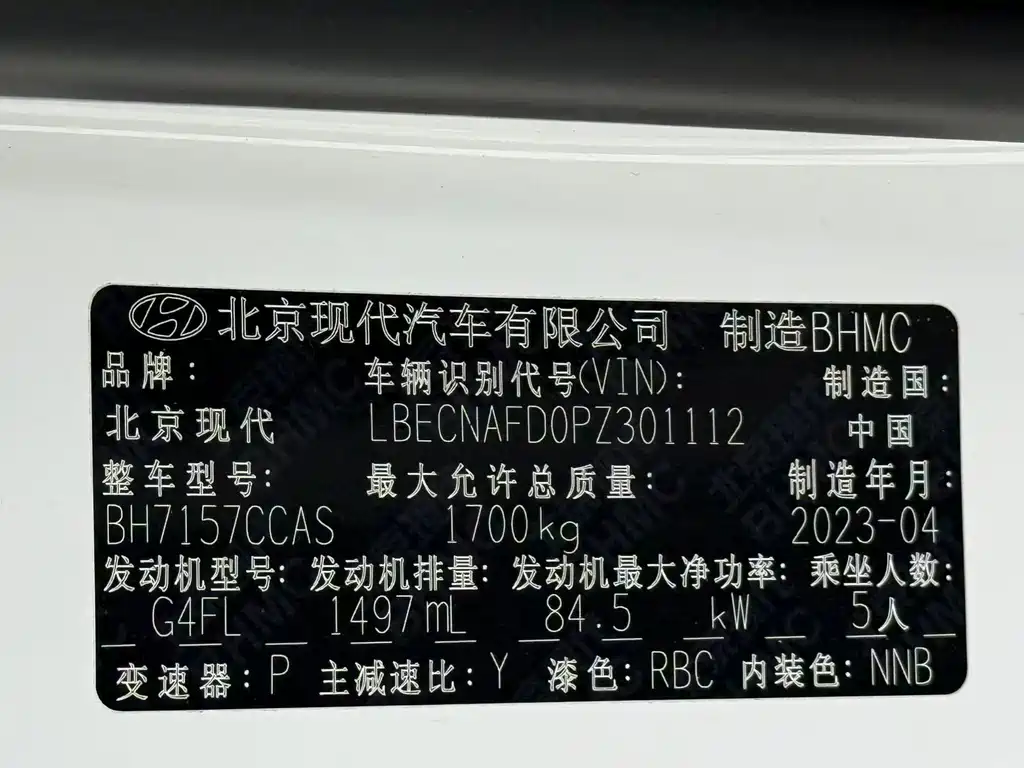 北京现代汽车有限公司 制造BHMC
品牌: 车辆识别代号(VIN): 制造国:
北京现代 LBECNAFD0PZ301112 中国
整车型号: 最大允许总质量: 制造年月:
BH7157CCAS 1700kg 2023-04
发动机型号: 发动机排量: 发动机最大净功率: 乘坐人数:
G4FL 1497mL 84.5 kW 5人
变速器: P 主减速比: Y 漆色: RBC 内装色: NNB